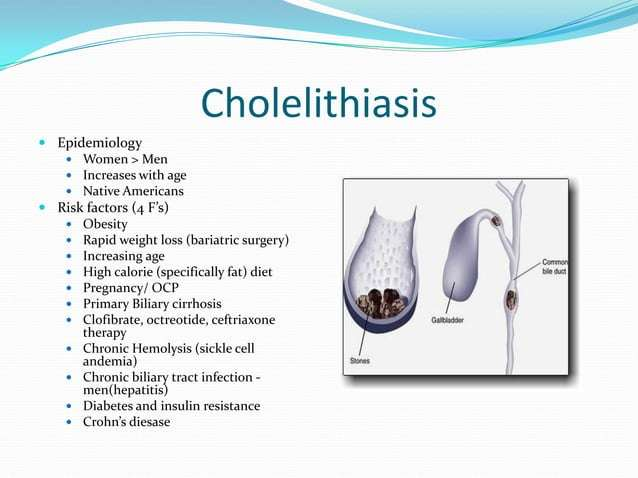 Cholelithiasis
Epidemiology
Women > Men
Increases with age
Native Americans
Risk factors (4 F’s)
Obesity
Rapid weight loss (bariatric surgery)
Increasing age
High calorie (specifically fat) diet
Pregnancy/ OCP
Primary Biliary cirrhosis
Clofibrate, octreotide, ceftriaxone
therapy
Chronic Hemolysis (sickle cell
andemia)
Chronic biliary tract infection -
men(hepatitis)
Diabetes and insulin resistance
Crohn’s diesase
Common
bile duct
Gallbladder
Stones